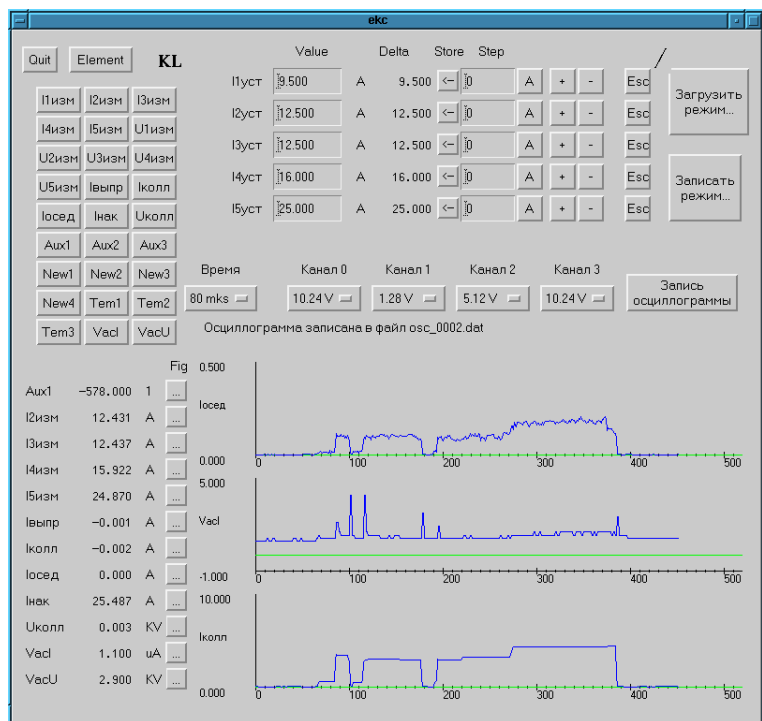 ekc
Quit Element KL
Value Delta Store Step
I1уст 9.500 A 9.500 <- 0 A + - Esc
I2уст 12.500 A 12.500 <- 0 A + - Esc
I3уст 12.500 A 12.500 <- 0 A + - Esc
I4уст 16.000 A 16.000 <- 0 A + - Esc
I5уст 25.000 A 25.000 <- 0 A + - Esc
Загрузить
режим...
Записать
режим...
I1изм I2изм I3изм
I4изм I5изм U1изм
U2изм U3изм U4изм
U5изм Iвыпр Iколл
Iосед Iнак Uколл
Aux1 Aux2 Aux3
New1 New2 New3
New4 Tem1 Tem2
Tem3 VacI VacU
Время Канал 0 Канал 1 Канал 2 Канал 3
80 mks 10.24 V 1.28 V 5.12 V 10.24 V
Запись
осциллограммы
Осциллограмма записана в файл osc_0002.dat
Fig
Aux1 -578.000 1 ...
I2изм 12.431 A ...
I3изм 12.437 A ...
I4изм 15.922 A ...
I5изм 24.870 A ...
Iвыпр -0.001 A ...
Iколл -0.002 A ...
Iосед 0.000 A ...
Iнак 25.487 A ...
Uколл 0.003 KV ...
VacI 1.100 uA ...
VacU 2.900 KV ...
0.500
Iосед
0.000
0 100 200 300 400 500
5.000
VacI
-1.000
0 100 200 300 400 500
10.000
Iколл
0.000
0 100 200 300 400 500